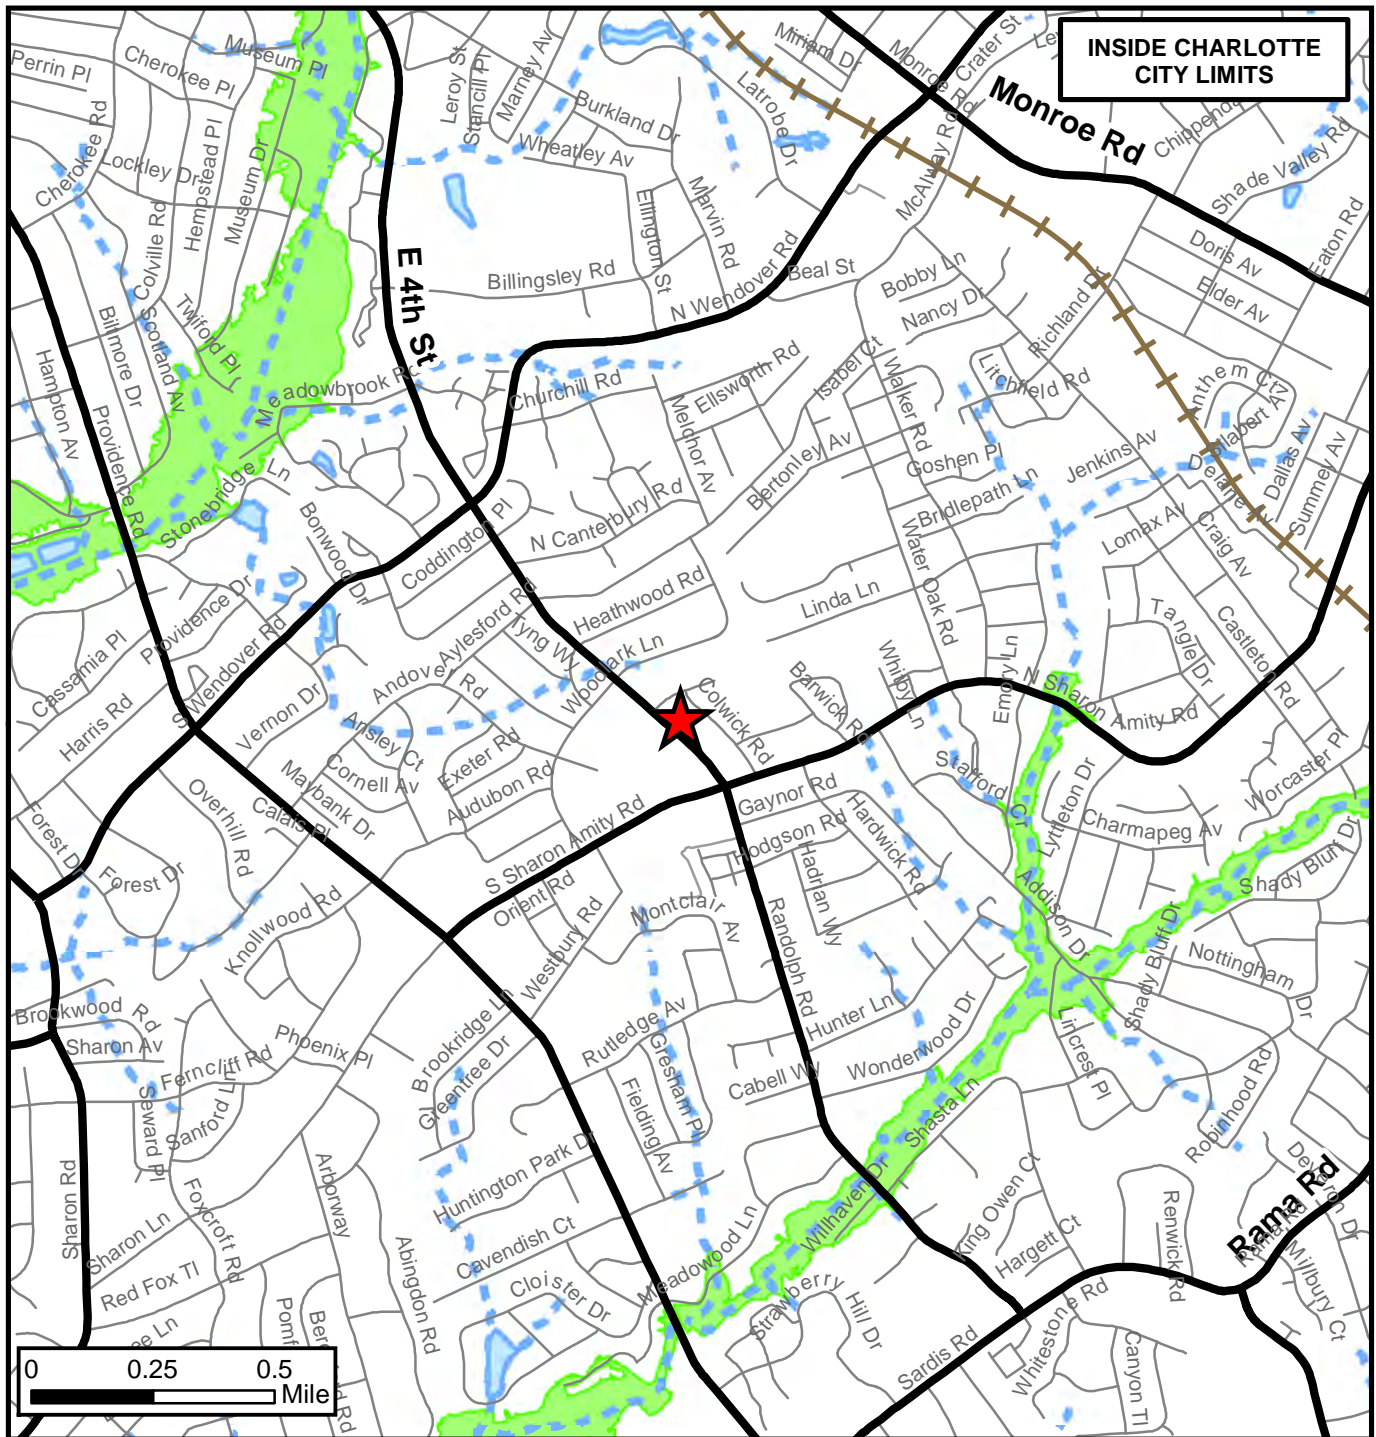 INSIDE CHARLOTTE
CITY LIMITS
Museum Pl
Perrin Pl
Cherokee Pl
Cherokee Rd
Lockley Dr
Hempstead Pl
Museum Dr
Colville Rd
Twiford Pl
Scotland Av
Biltmore Dr
Hampton Av
Providence Rd
Leroy St
Stancill Pl
Marney Av
Burkland Dr
Wheatley Av
Latrobe Dr
Miriam Dr
Monroe Rd
Crater St
Monroe Rd
McAlway Rd
Shade Valley Rd
Eaton Rd
Doris Av
Elder Av
E 4th St
Billingsley Rd
Ellington St
Marvin Rd
N Wendover Rd
Beal St
Bobby Ln
Nancy Dr
Richland Dr
Litchfield Rd
Anthem Ct
Dallas Av
Summey Av
Delane Av
Meadowbrook Rd
Churchill Rd
Ellsworth Rd
Isabel Ct
Walker Rd
Melchor Av
Bertonley Av
Goshen Pl
Jenkins Av
Bridlepath Ln
Lomax Av
Craig Av
Stonebridge Ln
Bonwood Dr
Coddington Pl
N Canterbury Rd
Water Oak Rd
Linda Ln
Heathwood Rd
Tangle Dr
Castleton Rd
Providence Dr
Cassamia Pl
Harris Rd
S Wendover Rd
Vernon Dr
Andover Rd
Aylesford Rd
Tyng Wy
Woodlark Ln
Colwick Rd
Barwick Rd
Whitby Ln
Emory Ln
N Sharon Amity Rd
Worcaster Pl
Ansley Ct
Cornell Av
Exeter Rd
Audubon Rd
Maybank Dr
Calais Pl
Overhill Rd
Gaynor Rd
Hodgson Rd
Hadrian Wy
Hardwick Rd
Stafford Cr
Lyttleton Dr
Charmapeg Av
Shady Bluff Dr
Forest Dr
Forest Dr
S Sharon Amity Rd
Orient Rd
Westbury Rd
Montclair Av
Randolph Rd
Addison Dr
Shady Bluff Dr
Nottingham Dr
Knollwood Rd
Brookwood Rd
Sharon Av
Phoenix Pl
Ferncliff Rd
Seward Pl
Sanford Ln
Brookridge Ln
Greentree Dr
Rutledge Av
Gresham Pl
Fielding Av
Hunter Ln
Cabell Wy
Wonderwood Dr
Lincrest Pl
Shasta Ln
Robinhood Rd
Huntington Park Dr
Arborway
Sharon Rd
Sharon Ln
Foxcroft Rd
Red Fox Tl
Abingdon Rd
Cavendish Ct
Cloister Dr
Meadowood Ln
Willhaven Dr
Strawberry Hill Dr
King Owen Ct
Hargett Ct
Renwick Rd
Rama Rd
Rama Rd
Millbury Ct
Sardis Rd
Whitestone Rd
Canyon Tl
0 0.25 0.5
Mile